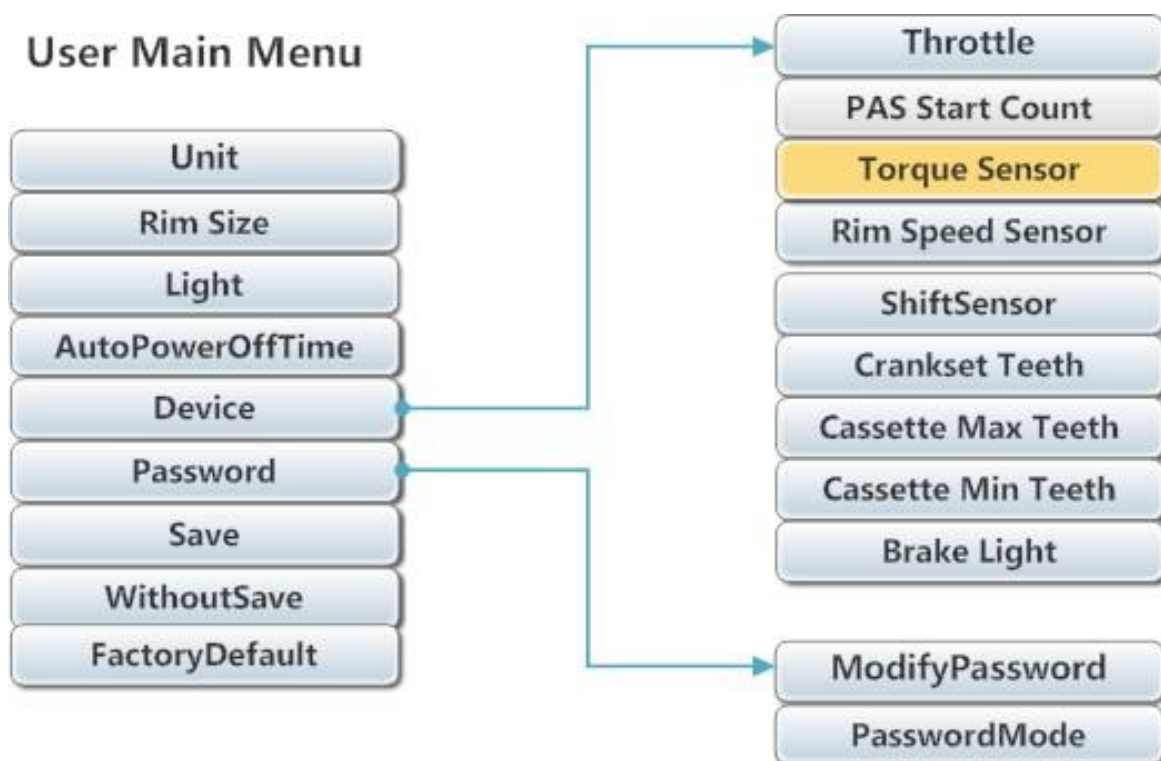 User Main Menu
Unit
Rim Size
Light
AutoPowerOffTime
Device
Password
Save
WithoutSave
FactoryDefault
Throttle
PAS Start Count
Torque Sensor
Rim Speed Sensor
ShiftSensor
Crankset Teeth
Cassette Max Teeth
Cassette Min Teeth
Brake Light
ModifyPassword
PasswordMode